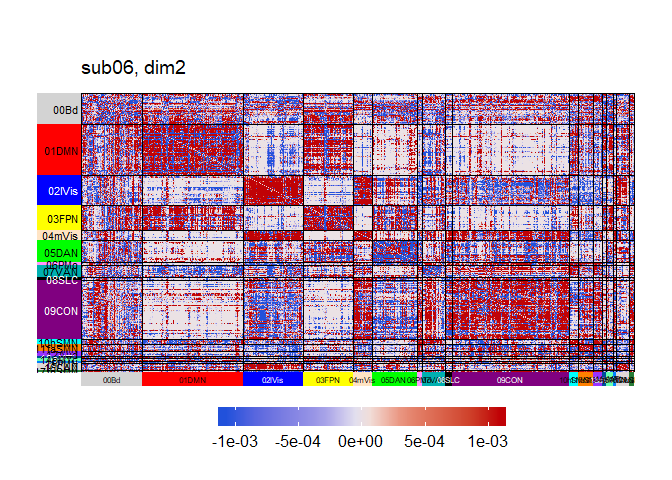 sub06, dim2
00Bd
01DMN
02lVis
03FPN
04mVis
05DAN
07VAN
08SLC
09CON
00Bd
01DMN
02lVis
03FPN
04mVis
05DAN
08SLC
09CON
-1e-03
-5e-04
0e+00
5e-04
1e-03